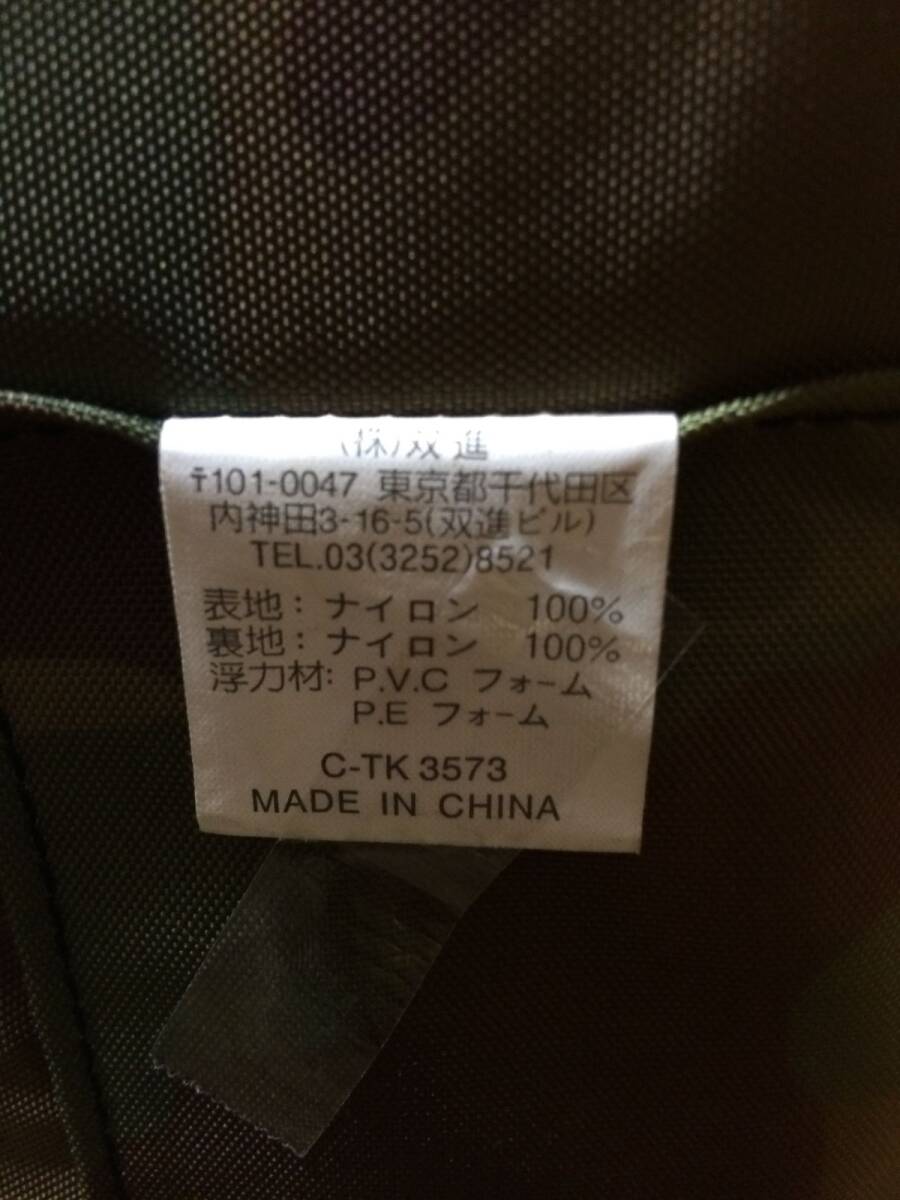 (株)双進
〒101-0047 東京都千代田区
内神田3-16-5(双進ビル)
TEL.03(3252)8521
表地: ナイロン 100%
裏地: ナイロン 100%
浮力材: P.V.C フォーム
P.E フォーム
C-TK 3573
MADE IN CHINA